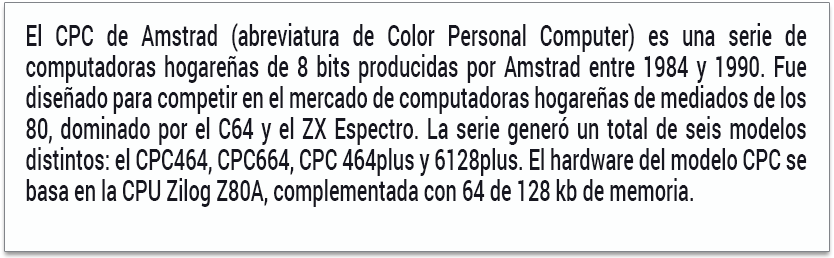 El CPC de Amstrad (abreviatura de Color Personal Computer) es una serie de
computadoras hogareñas de 8 bits producidas por Amstrad entre 1984 y 1990. Fue
diseñado para competir en el mercado de computadoras hogareñas de mediados de los
80, dominado por el C64 y el ZX Espectro. La serie generó un total de seis modelos
distintos: el CPC464, CPC664, CPC 464plus y 6128plus. El hardware del modelo CPC se
basa en la CPU Zilog Z80A, complementada con 64 de 128 kb de memoria.